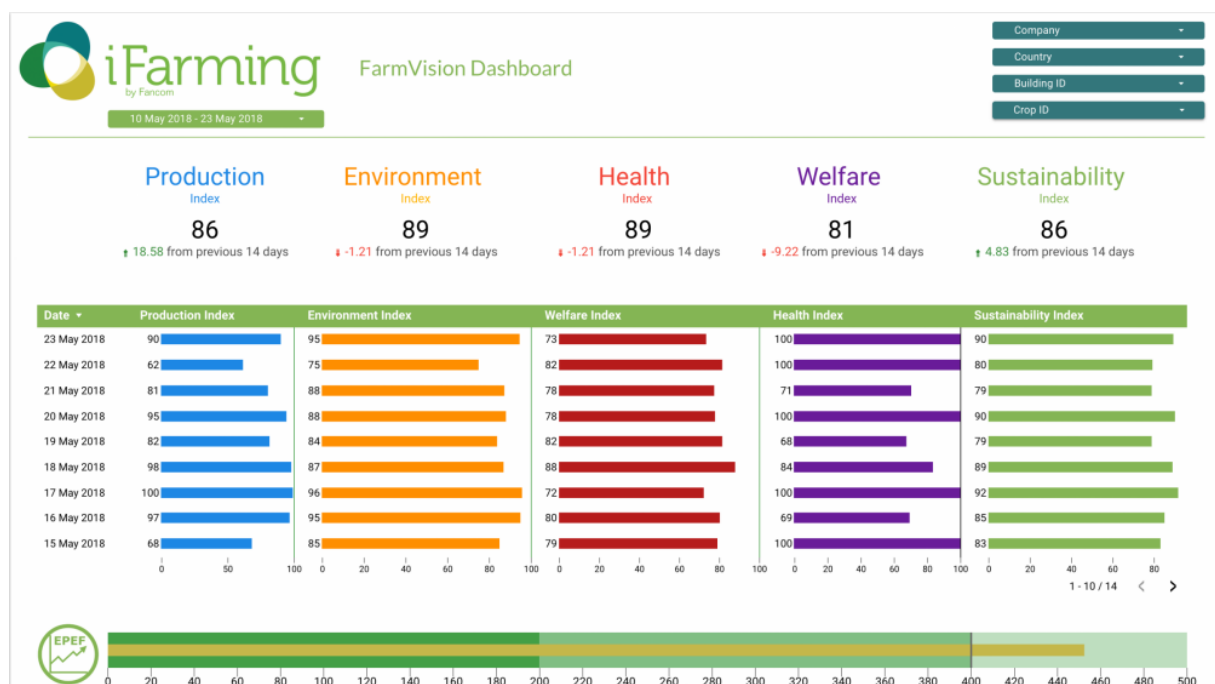 iFarming
by Fancom
FarmVision Dashboard
Company
Country
Building ID
Crop ID
10 May 2018 - 23 May 2018
Production Environment Health Welfare Sustainability
Index Index Index Index Index
86 89 89 81 86
18.58 from previous 14 days -1.21 from previous 14 days -1.21 from previous 14 days -9.22 from previous 14 days 4.83 from previous 14 days
Date Production Index Environment Index Welfare Index Health Index Sustainability Index
23 May 2018 90 95 73 100 90
22 May 2018 62 75 82 100 80
21 May 2018 81 88 78 71 79
20 May 2018 95 88 78 100 90
19 May 2018 82 84 82 68 79
18 May 2018 98 87 88 84 89
17 May 2018 100 96 72 100 92
16 May 2018 97 95 80 69 85
15 May 2018 68 85 79 100 83
0 50 100 0 20 40 60 80 100 0 20 40 60 80 100 0 20 40 60 80 100 0 20 40 60 80
1 - 10 / 14
EPEF
0 20 40 60 80 100 120 140 160 180 200 220 240 260 280 300 320 340 360 380 400 420 440 460 480 500